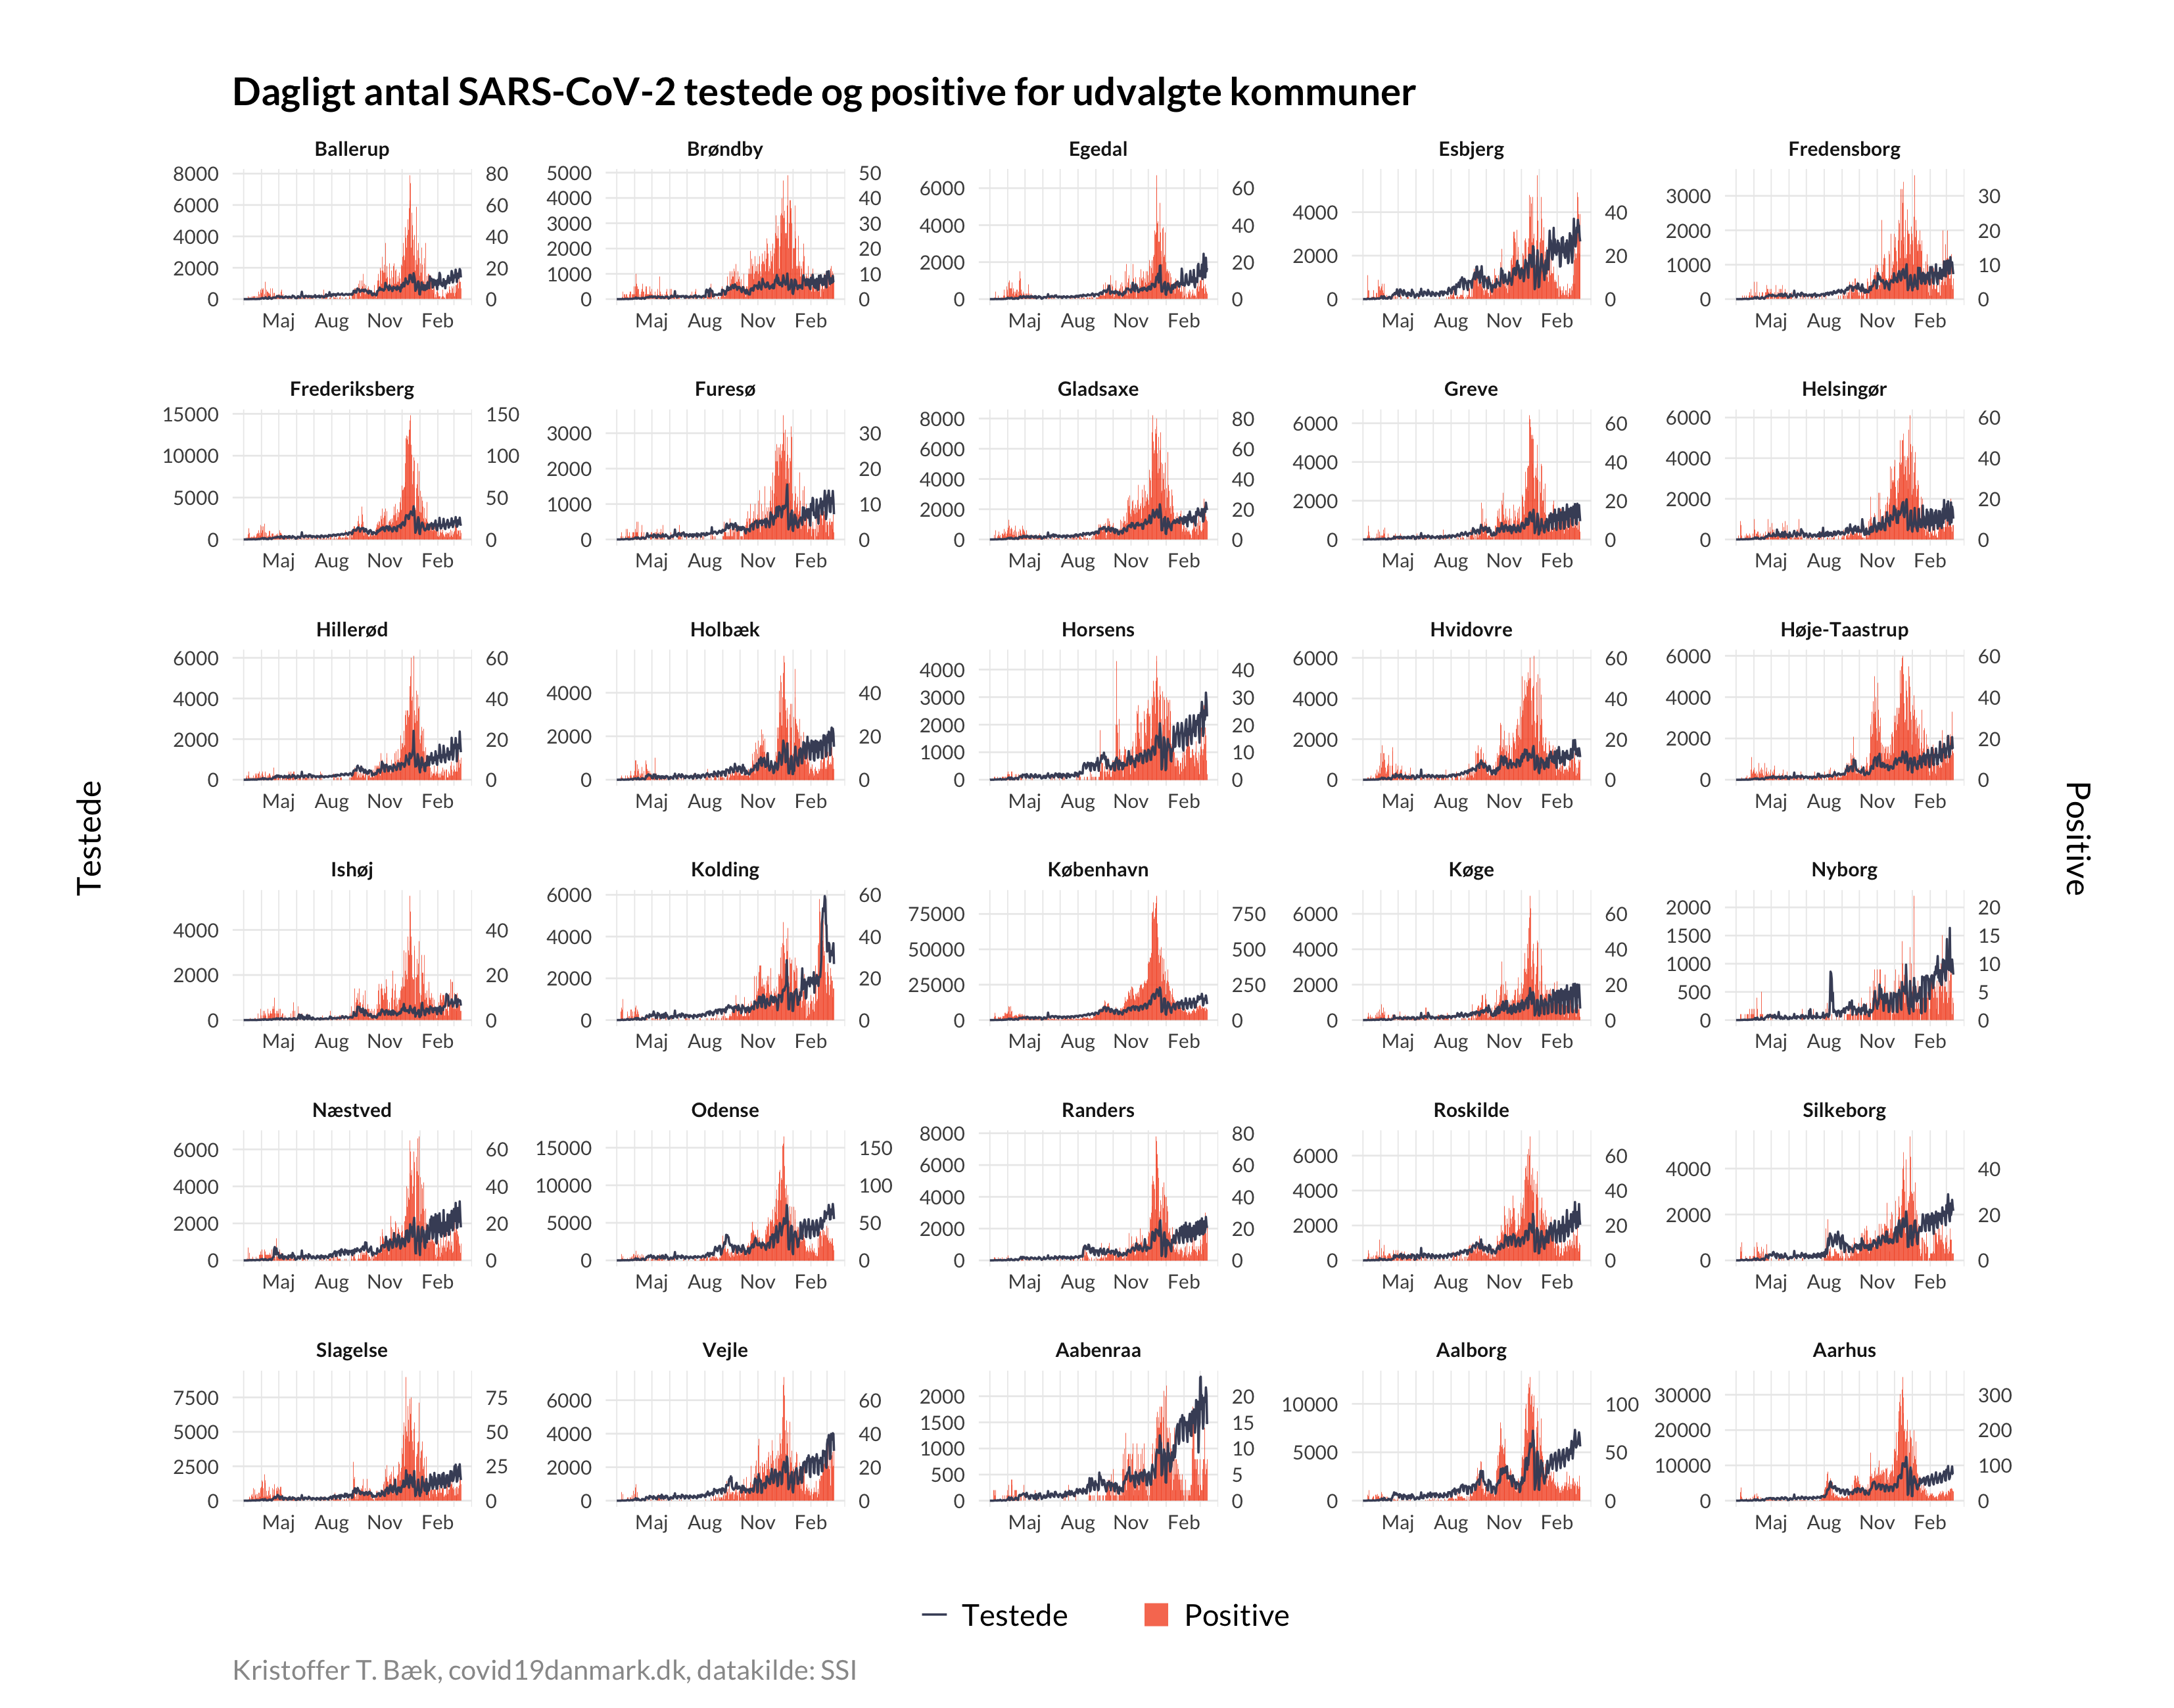 Dagligt antal SARS-CoV-2 testede og positive for udvalgte kommuner
Ballerup Brøndby Egedal Esbjerg Fredensborg
8000 80 5000 50 6000 60 4000 40 3000 30
6000 60 4000 40 4000 40 2000 20 2000 20
4000 40 3000 30 2000 20 0 0 1000 10
2000 20 2000 20 0 0 0 0
0 0 1000 10
0 0
Maj Aug Nov Feb Maj Aug Nov Feb Maj Aug Nov Feb Maj Aug Nov Feb Maj Aug Nov Feb
Frederiksberg Furesø Gladsaxe Greve Helsingør
15000 150 3000 30 8000 80 6000 60 6000 60
10000 100 2000 20 6000 60 4000 40 4000 40
5000 50 1000 10 4000 40 2000 20 2000 20
0 0 0 0 2000 20 0 0 0 0
0 0
Maj Aug Nov Feb Maj Aug Nov Feb Maj Aug Nov Feb Maj Aug Nov Feb Maj Aug Nov Feb
Hillerød Holbæk Horsens Hvidovre Høje-Taastrup
6000 60 4000 40 4000 40 6000 60 6000 60
4000 40 2000 20 3000 30 4000 40 4000 40
2000 20 0 0 2000 20 2000 20 2000 20
0 0 1000 10 0 0 0 0
0 0
Maj Aug Nov Feb Maj Aug Nov Feb Maj Aug Nov Feb Maj Aug Nov Feb Maj Aug Nov Feb
Testede
Positive
Ishøj Kolding København Køge Nyborg
4000 40 6000 60 75000 750 6000 60 2000 20
2000 20 4000 40 50000 500 4000 40 1500 15
0 0 2000 20 25000 250 2000 20 1000 10
0 0 0 0 0 0 500 5
0 0
Maj Aug Nov Feb Maj Aug Nov Feb Maj Aug Nov Feb Maj Aug Nov Feb Maj Aug Nov Feb
Næstved Odense Randers Roskilde Silkeborg
6000 60 15000 150 8000 80 6000 60 4000 40
4000 40 10000 100 6000 60 4000 40 2000 20
2000 20 5000 50 4000 40 2000 20 0 0
0 0 0 0 2000 20 0 0
0 0
Maj Aug Nov Feb Maj Aug Nov Feb Maj Aug Nov Feb Maj Aug Nov Feb Maj Aug Nov Feb
Slagelse Vejle Aabenraa Aalborg Aarhus
7500 75 6000 60 2000 20 10000 100 30000 300
5000 50 4000 40 1500 15 5000 50 20000 200
2500 25 2000 20 1000 10 0 0 10000 100
0 0 0 0 500 5 0 0
0 0
Maj Aug Nov Feb Maj Aug Nov Feb Maj Aug Nov Feb Maj Aug Nov Feb Maj Aug Nov Feb
Testede Positive
Kristoffer T. Bæk, covid19danmark.dk, datakilde: SSI